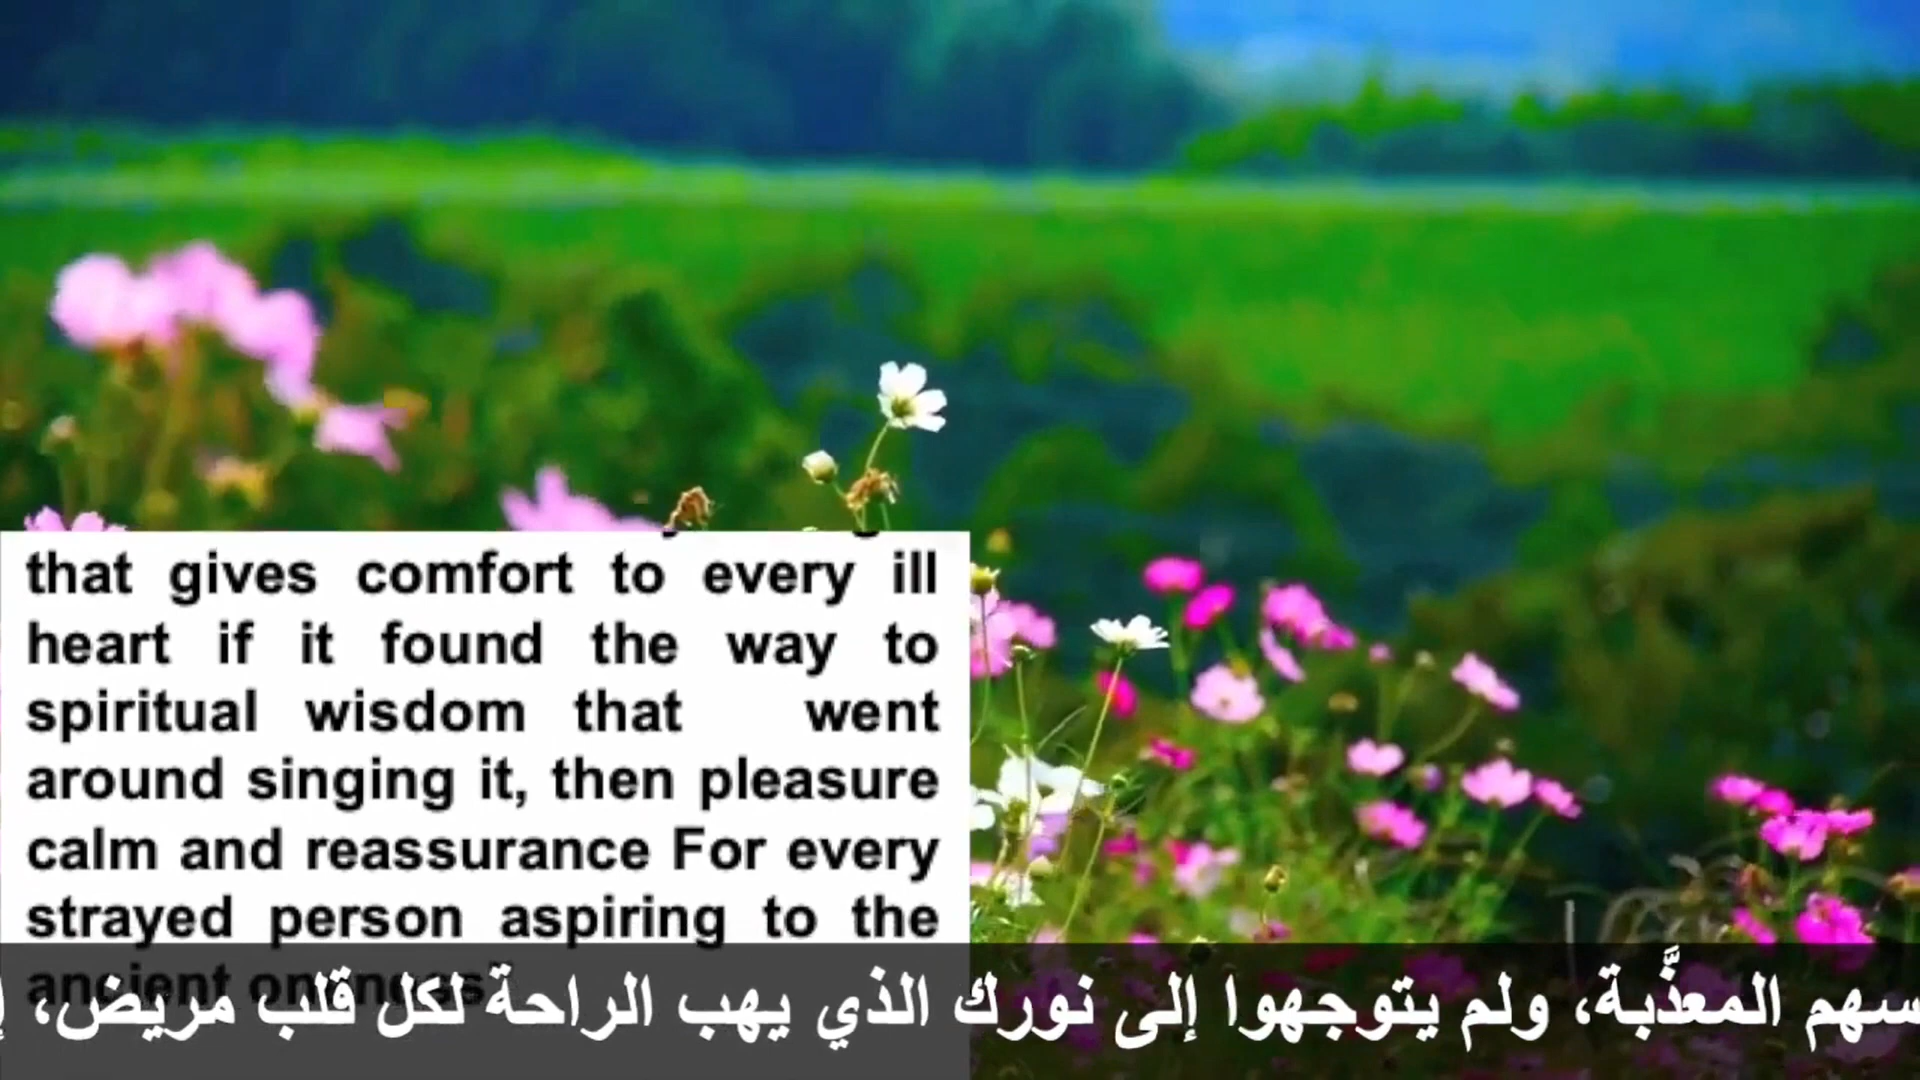 that gives comfort to every ill
heart if it found the way to
spiritual wisdom that went
around singing it, then pleasure
calm and reassurance For every
strayed person aspiring to the
ancient
سهم المعذَّبة، ولم يتوجهوا إلى نورك الذي يهب الراحة لكل قلب مريض،